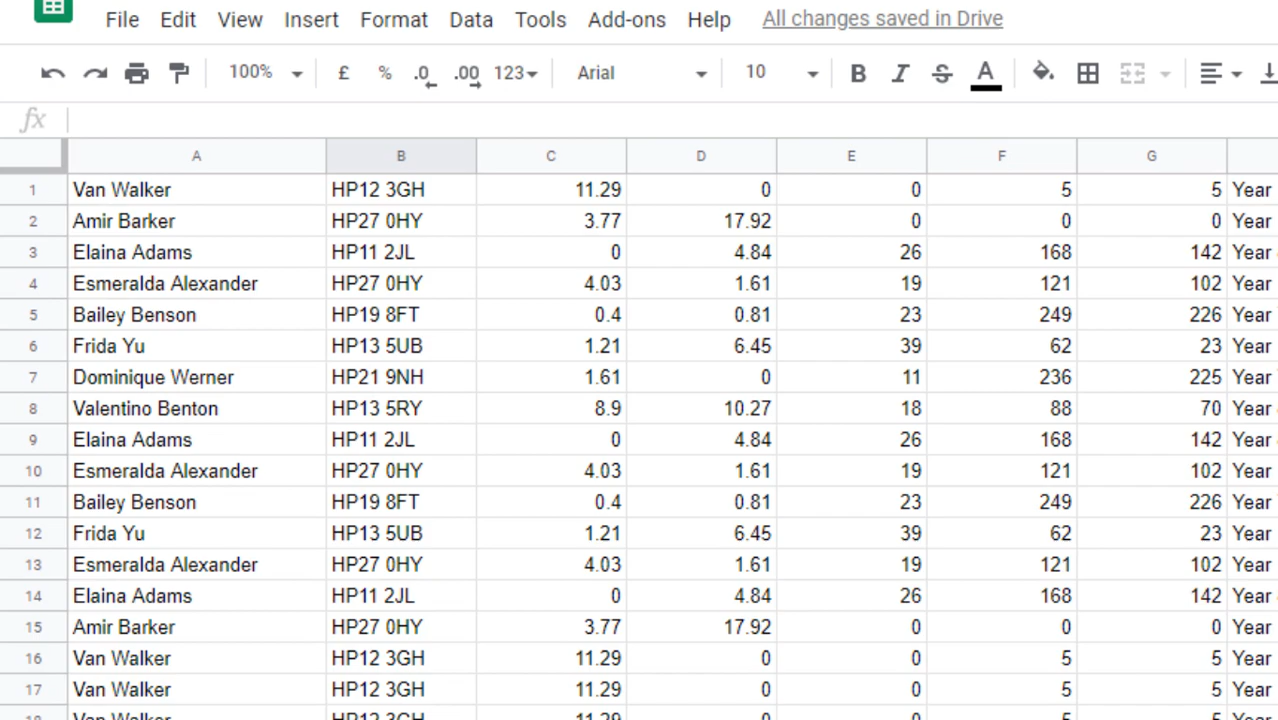 File Edit View Insert Format Data Tools Add-ons Help All changes saved in Drive
100% £ % .0 .00 123 Arial 10 B I S A
fx
A B C D E F G
1 Van Walker HP12 3GH 11.29 0 0 5 5 Year
2 Amir Barker HP27 0HY 3.77 17.92 0 0 0 Year
3 Elaina Adams HP11 2JL 0 4.84 26 168 142 Year
4 Esmeralda Alexander HP27 0HY 4.03 1.61 19 121 102 Year
5 Bailey Benson HP19 8FT 0.4 0.81 23 249 226 Year
6 Frida Yu HP13 5UB 1.21 6.45 39 62 23 Year
7 Dominique Werner HP21 9NH 1.61 0 11 236 225 Year
8 Valentino Benton HP13 5RY 8.9 10.27 18 88 70 Year
9 Elaina Adams HP11 2JL 0 4.84 26 168 142 Year
10 Esmeralda Alexander HP27 0HY 4.03 1.61 19 121 102 Year
11 Bailey Benson HP19 8FT 0.4 0.81 23 249 226 Year
12 Frida Yu HP13 5UB 1.21 6.45 39 62 23 Year
13 Esmeralda Alexander HP27 0HY 4.03 1.61 19 121 102 Year
14 Elaina Adams HP11 2JL 0 4.84 26 168 142 Year
15 Amir Barker HP27 0HY 3.77 17.92 0 0 0 Year
16 Van Walker HP12 3GH 11.29 0 0 5 5 Year
17 Van Walker HP12 3GH 11.29 0 0 5 5 Year
18 Van Walker HP12 3GH 11.29 0 0 5 5 Year